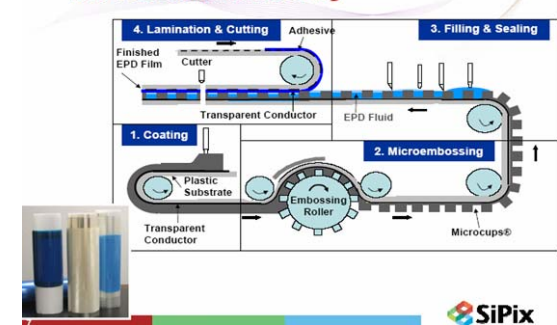 4. Lamination & Cutting
Adhesive
3. Filling & Sealing
Finished
EPD Film
Cutter
Transparent Conductor
EPD Fluid
1. Coating
2. Microembossing
Plastic
Substrate
Embossing
Roller
Transparent
Conductor
Microcups®
SiPix